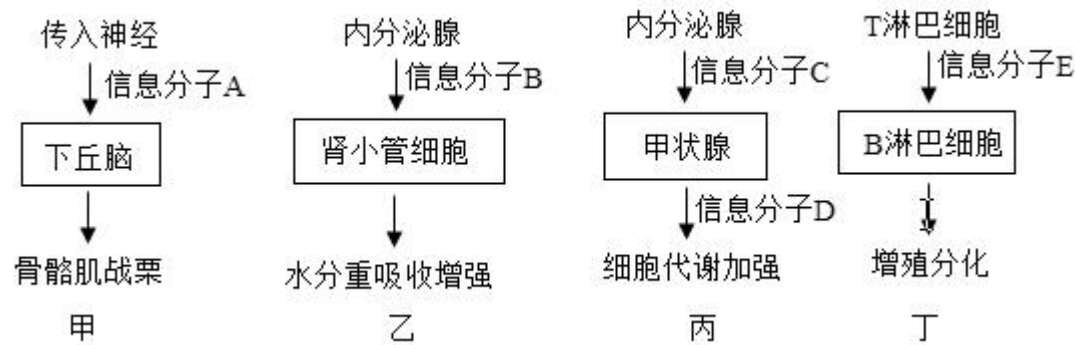 传入神经
信息分子A
下丘脑
骨骼肌战栗
甲
内分泌腺
信息分子B
肾小管细胞
水分重吸收增强
乙
内分泌腺
信息分子C
甲状腺
信息分子D
细胞代谢加强
丙
T淋巴细胞
信息分子E
B淋巴细胞
增殖分化
丁